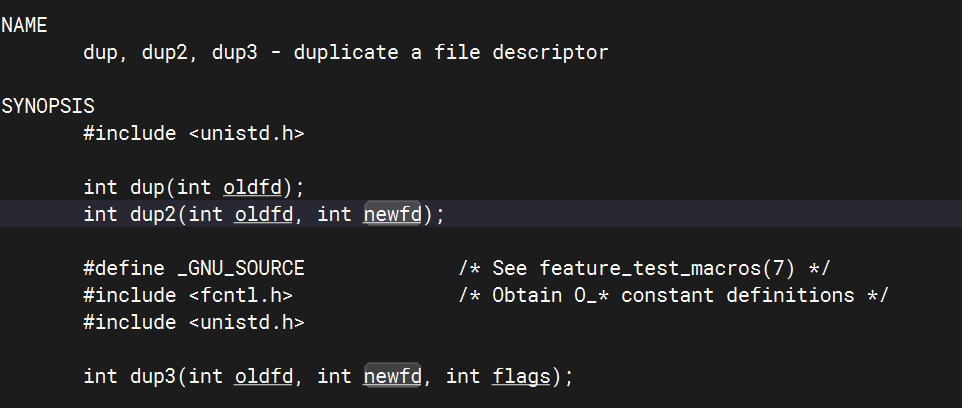 NAME
dup, dup2, dup3 - duplicate a file descriptor
SYNOPSIS
#include <unistd.h>
int dup(int oldfd);
int dup2(int oldfd, int newfd);
#define _GNU_SOURCE /* See feature_test_macros(7) */
#include <fcntl.h> /* Obtain O_* constant definitions */
#include <unistd.h>
int dup3(int oldfd, int newfd, int flags);